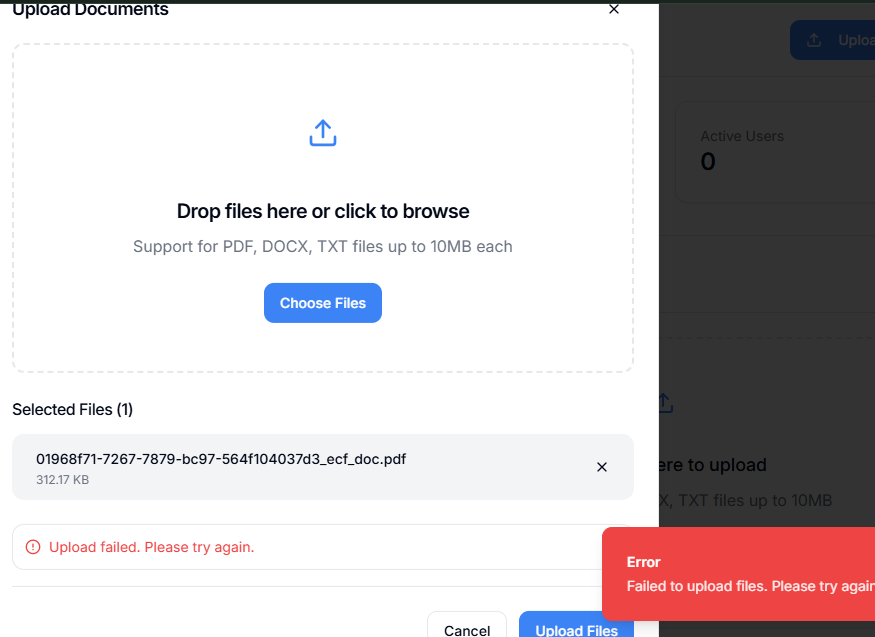 Upload Documents
Active Users
0
Drop files here or click to browse
Support for PDF, DOCX, TXT files up to 10MB each
Choose Files
Selected Files (1)
01968f71-7267-7879-bc97-564f104037d3_ecf_doc.pdf
312.17 KB
ere to upload
X, TXT files up to 10MB
Upload failed. Please try again.
Error
Failed to upload files. Please try again
Cancel
Upload Files